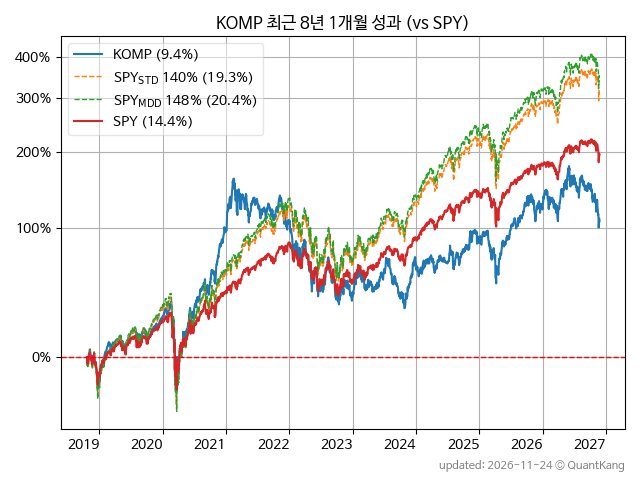 KOMP 최근 8년 1개월 성과 (vs SPY)
KOMP (9.4%)
SPY_STD 140% (19.3%)
SPY_MDD 148% (20.4%)
SPY (14.4%)
400%
300%
200%
100%
0%
2019 2020 2021 2022 2023 2024 2025 2026 2027
updated: 2026-11-24 © QuantKang